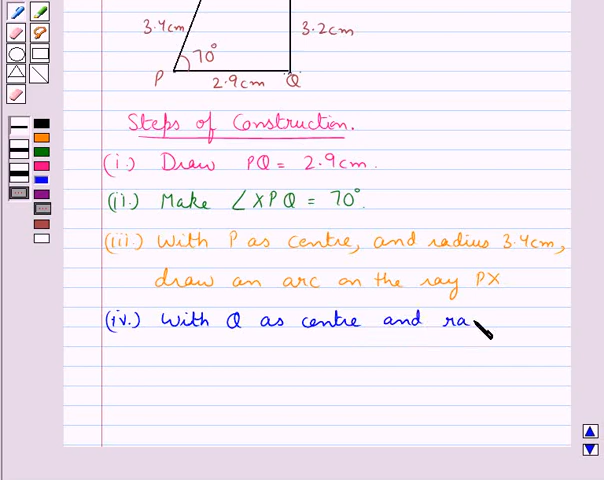 3.4cm
3.2cm
70°
P
2.9cm
Q
Steps of Construction.
(i.) Draw PQ = 2.9cm.
(ii.) Make ∠XPQ = 70°.
(iii.) With P as centre, and radius 3.4cm,
draw an arc on the ray PX
(iv.) With Q as centre and ra